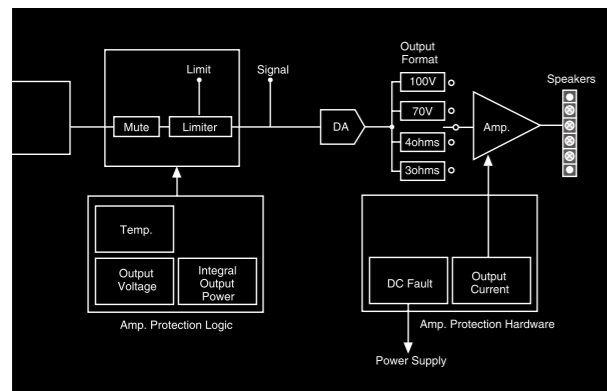 Output
Format
Limit
Signal
Speakers
100V
70V
Mute
Limiter
DA
Amp.
4ohms
3ohms
Temp.
Output
Voltage
Integral
Output
Power
DC Fault
Output
Current
Amp. Protection Logic
Amp. Protection Hardware
Power Supply